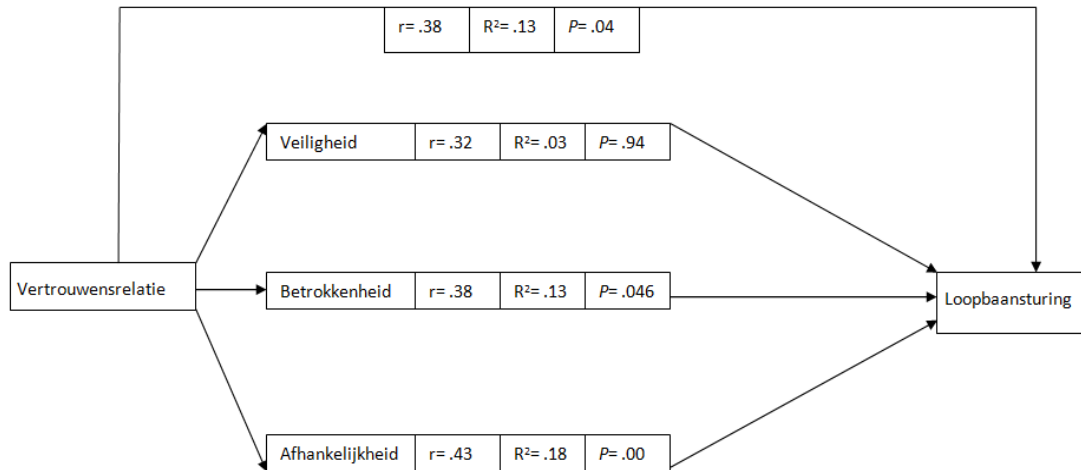 r= .38 R²= .13 P= .04
Veiligheid r= .32 R²= .03 P= .94
Vertrouwensrelatie
Betrokkenheid r= .38 R²= .13 P= .046
Loopbaansturing
Afhankelijkheid r= .43 R²= .18 P= .00